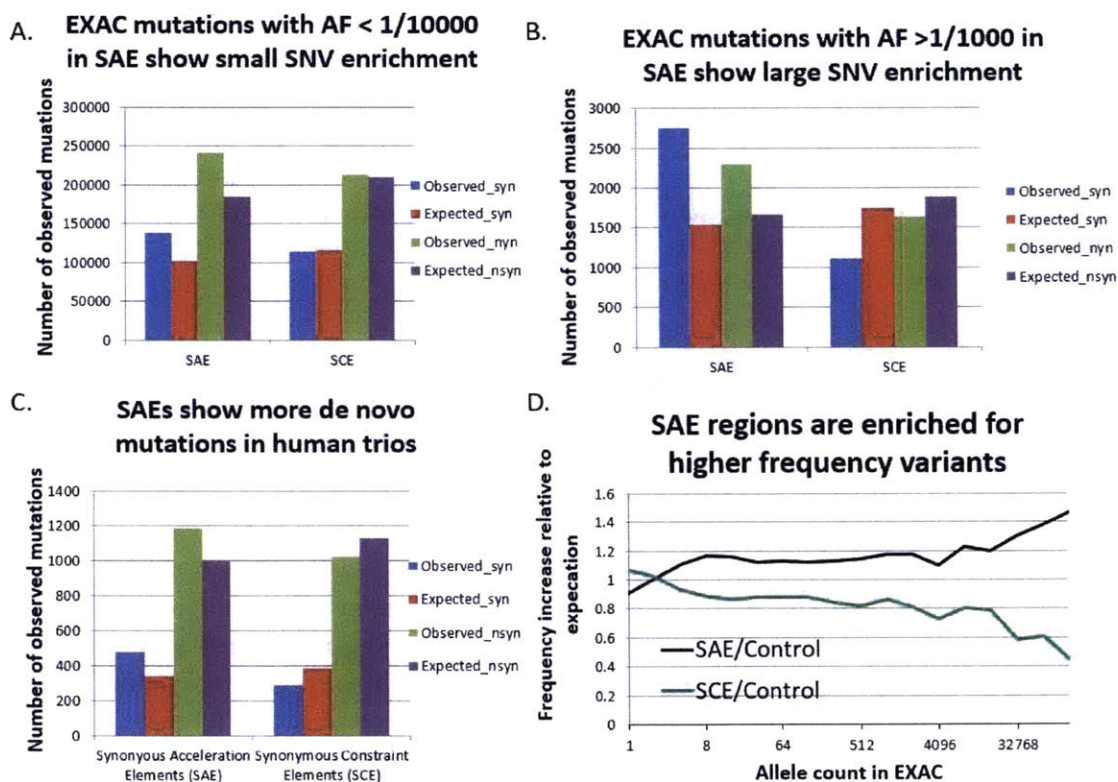 A.
EXAC mutations with AF < 1/10000
in SAE show small SNV enrichment
Number of observed muations
300000
250000
200000
150000
100000
50000
0
SAE
SCE
Observed_syn
Expected_syn
Observed_nyn
Expected_nsyn
B.
EXAC mutations with AF >1/1000 in
SAE show large SNV enrichment
Number of observed muations
3000
2500
2000
1500
1000
500
0
SAE
SCE
Observed_syn
Expected_syn
Observed_nyn
Expected_nsyn
C.
SAEs show more de novo
mutations in human trios
Number of observed mutations
1400
1200
1000
800
600
400
200
0
Synonyous Acceleration
Elements (SAE)
Synonymous Constraint
Elements (SCE)
Observed_syn
Expected_syn
Observed_nsyn
Expected_nsyn
D.
SAE regions are enriched for
higher frequency variants
Frequency increase relative to
expecation
1.6
1.4
1.2
1
0.8
0.6
0.4
0.2
0
SAE/Control
SCE/Control
1
8
64
512
4096
32768
Allele count in EXAC